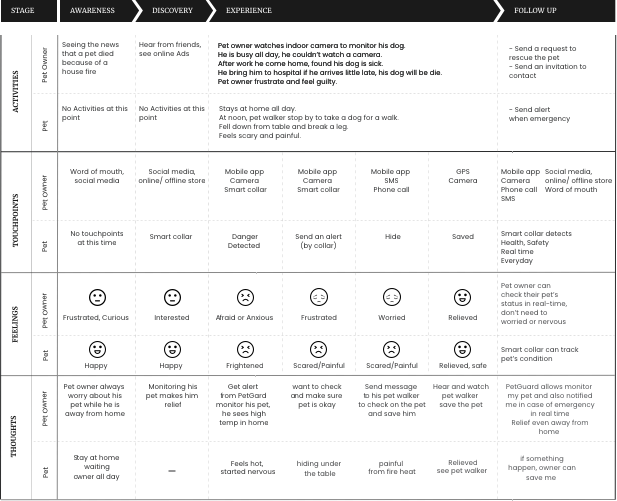 STAGE
AWARENESS
DISCOVERY
EXPERIENCE
FOLLOW UP
ACTIVITIES
Pet Owner
Seeing the news
that a pet died
because of a
house fire
Hear from friends,
see online Ads
Pet owner watches indoor camera to monitor his dog.
He is busy all day, he couldn't watch a camera.
After work he come home, found his dog is sick.
He bring him to hospital if he arrives little late, his dog will be die.
Pet owner frustrate and feel guilty.
- Send a request to
rescue the pet
- Send an invitation to
contact
Pet
No Activities at this
point
No Activities at this
point
Stays at home all day.
At noon, pet walker stop by to take a dog for a walk.
Fell down from table and break a leg.
Feels scary and painful.
- Send alert
when emergency
TOUCHPOINTS
Pet Owner
Word of mouth,
social media
Social media,
online/ offline store
Mobile app
Camera
Smart collar
Mobile app
Camera
Smart collar
Mobile app
SMS
Phone call
GPS
Camera
Mobile app
Camera
Phone call
SMS
Social media,
online/ offline store
Word of mouth
Pet
No touchpoints
at this time
Smart collar
Danger
Detected
Send an alert
(by collar)
Hide
Saved
Smart collar detects
Health, Safety
Real time
Everyday
FEELINGS
Pet Owner
Frustrated, Curious
Interested
Afraid or Anxious
Frustrated
Worried
Relieved
Pet owner can
check their pet's
status in real-time,
don't need to
worried or nervous
Pet
Happy
Happy
Frightened
Scared/Painful
Scared/Painful
Relieved, safe
Smart collar can track
pet's condition
THOUGHTS
Pet Owner
Pet owner always
worry about his
pet while he is
away from home
Monitoring his
pet makes him
relief
Get alert
from PetGard
monitor his pet,
he sees high
temp in home
want to check
and make sure
pet is okay
Send message
to his pet walker
to check on the pet
and save him
Hear and watch
pet walker
save the pet
PetGuard allows monitor
my pet and also notified
me in case of emergency
in real time
Relief even away from
home
Pet
Stay at home
waiting
owner all day
—
Feels hot,
started nervous
hiding under
the table
painful
from fire heat
Relieved
see pet walker
if something
happen, owner can
save me